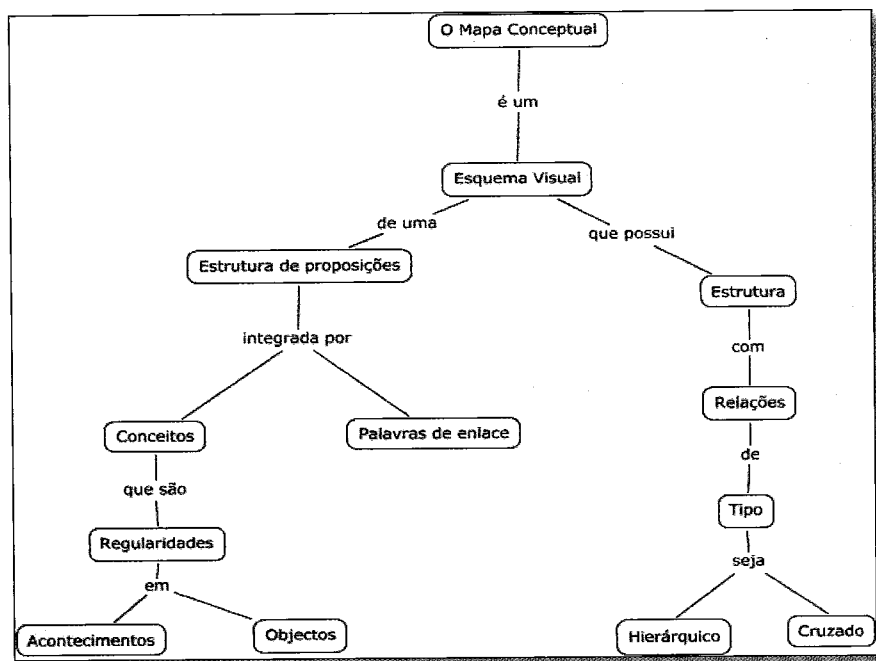 O Mapa Conceptual
é um
Esquema Visual
de uma
que possui
Estrutura de proposições
Estrutura
integrada por
com
Relações
Conceitos
Palavras de enlace
de
que são
Tipo
Regularidades
seja
em
Acontecimentos
Objectos
Hierárquico
Cruzado